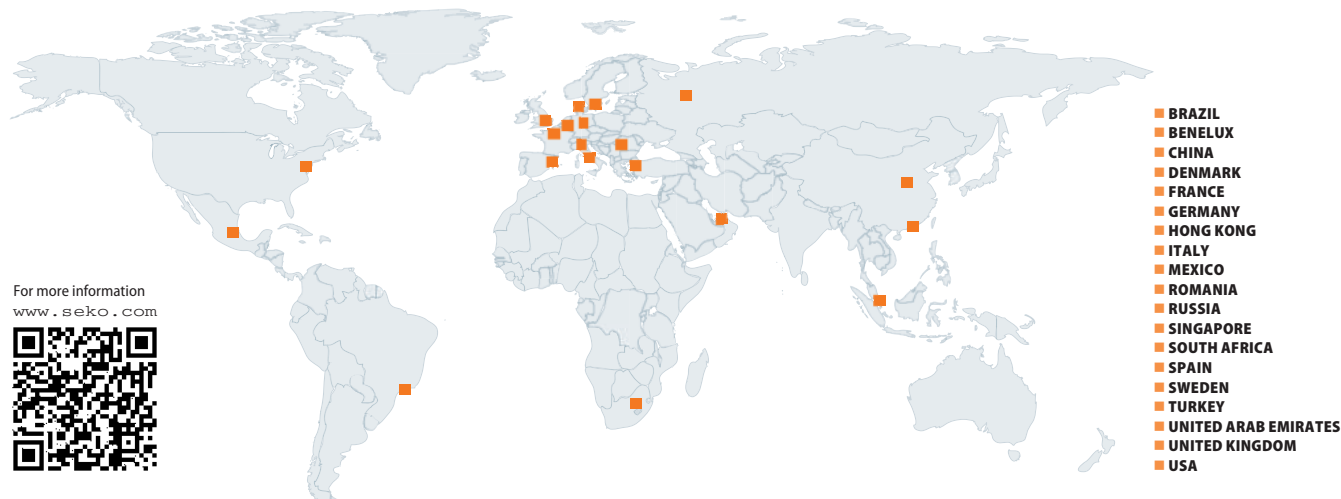 For more information
www.seko.com
BRAZIL
BENELUX
CHINA
DENMARK
FRANCE
GERMANY
HONG KONG
ITALY
MEXICO
ROMANIA
RUSSIA
SINGAPORE
SOUTH AFRICA
SPAIN
SWEDEN
TURKEY
UNITED ARAB EMIRATES
UNITED KINGDOM
USA